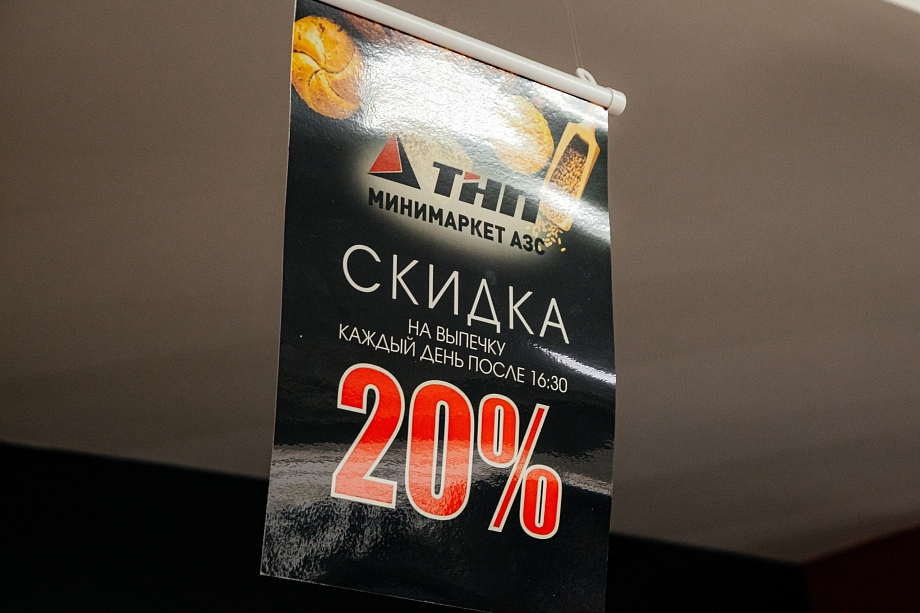 ТНП
МИНИМАРКЕТ АЗС
СКИДКА
НА ВЫПЕЧКУ
КАЖДЫЙ ДЕНЬ ПОСЛЕ 16:30
20%